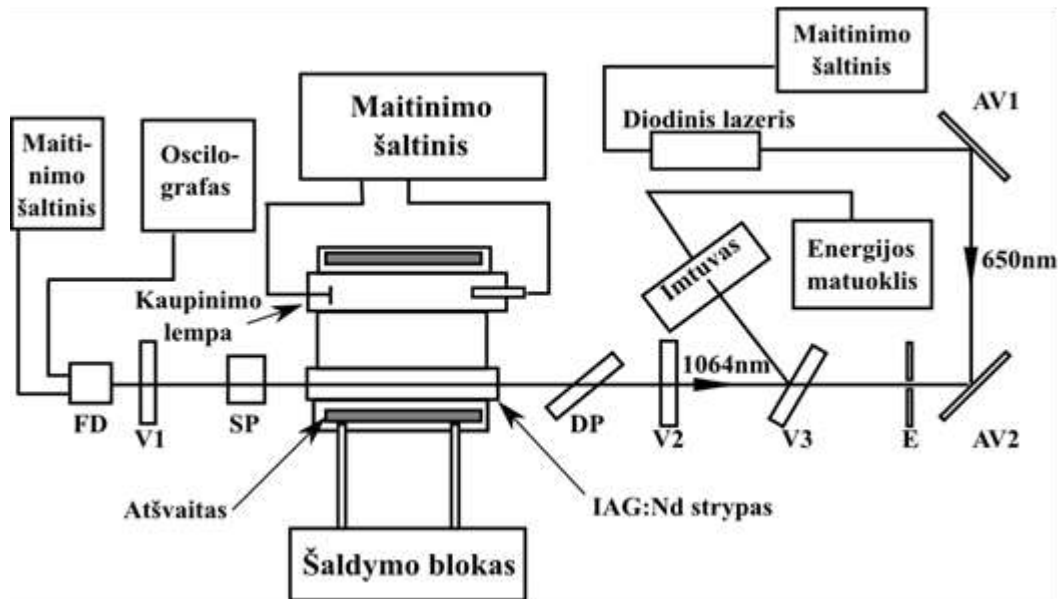 Maiti-
nimo
šaltinis
Oscilo-
grafas
Maitinimo
šaltinis
Maitinimo
šaltinis
Diodinis lazeris
AV1
Imtuvas
Energijos
matuoklis
650nm
Kaupinimo
lempa
1064nm
FD
V1
SP
DP
V2
V3
E
AV2
Atšvaitas
IAG:Nd strypas
Šaldymo blokas